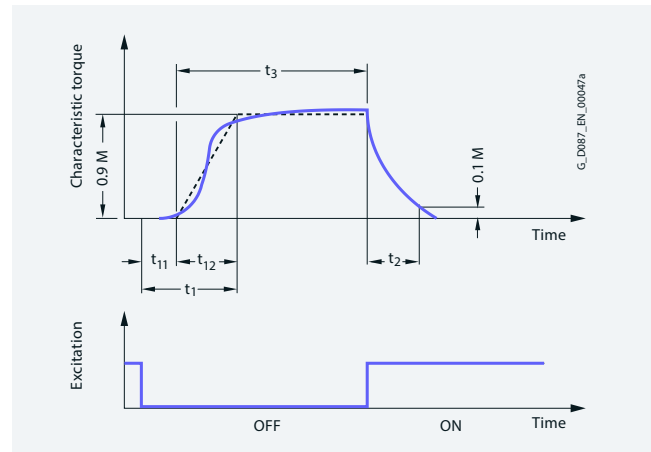 Characteristic torque
t3
0.9 M
0.1 M
G_D087_EN_00047a
Time
t11
t12
t2
t1
Excitation
OFF
ON
Time